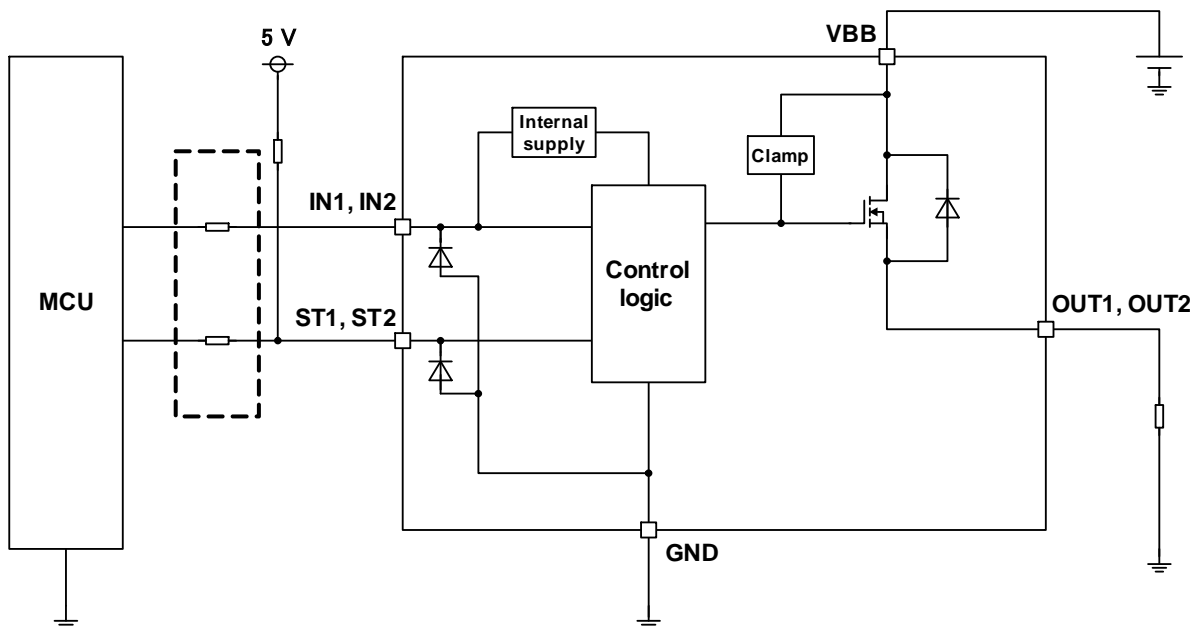 5 V
VBB
Internal
supply
Clamp
IN1, IN2
MCU
Control
logic
ST1, ST2
OUT1, OUT2
GND